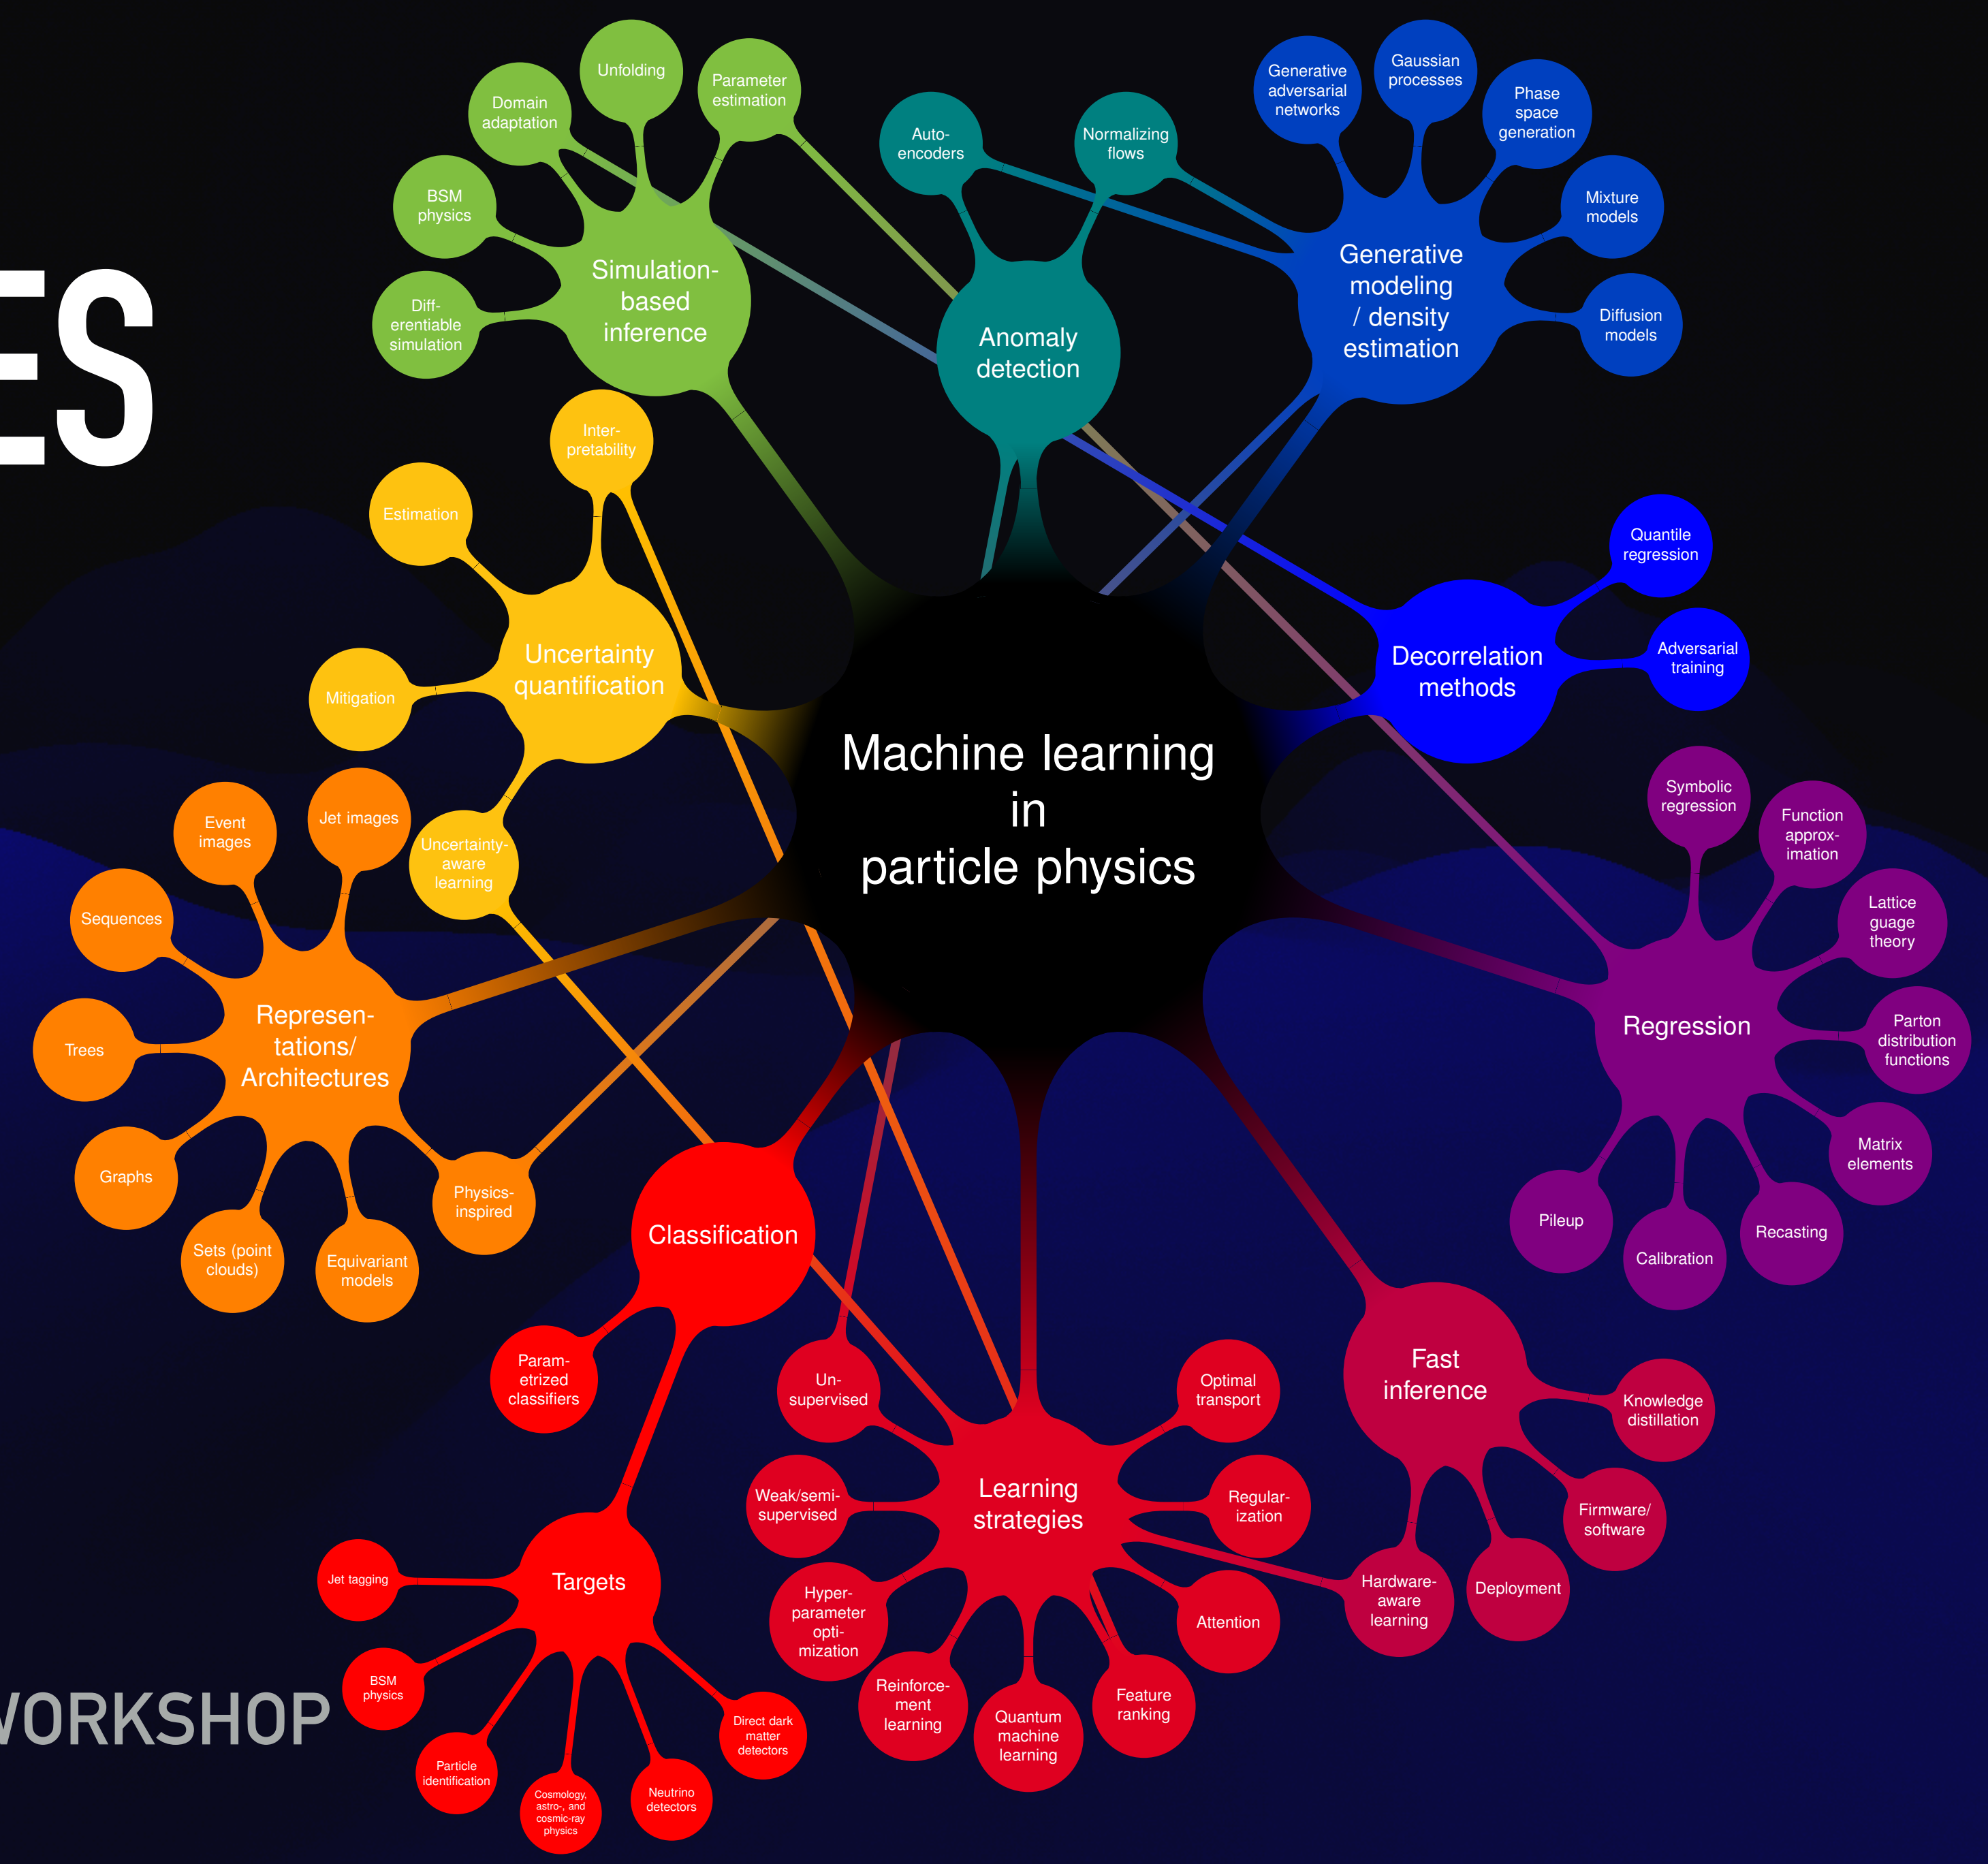 ES
WORKSHOP
Machine learning
in
particle physics
Simulation-
based
inference
Parameter
estimation
Unfolding
Domain
adaptation
BSM
physics
Diff-
erentiable
simulation
Anomaly
detection
Auto-
encoders
Normalizing
flows
Generative
modeling
/ density
estimation
Generative
adversarial
networks
Gaussian
processes
Phase
space
generation
Mixture
models
Diffusion
models
Decorrelation
methods
Quantile
regression
Adversarial
training
Regression
Symbolic
regression
Function
approx-
imation
Lattice
guage
theory
Parton
distribution
functions
Matrix
elements
Recasting
Calibration
Pileup
Fast
inference
Knowledge
distillation
Firmware/
software
Deployment
Hardware-
aware
learning
Learning
strategies
Optimal
transport
Regular-
ization
Attention
Feature
ranking
Quantum
machine
learning
Reinforce-
ment
learning
Hyper-
parameter
opti-
mization
Weak/semi-
supervised
Un-
supervised
Classification
Param-
etrized
classifiers
Targets
Jet tagging
BSM
physics
Particle
identification
Cosmology,
astro-, and
cosmic-ray
physics
Neutrino
detectors
Direct dark
matter
detectors
Represen-
tations/
Architectures
Jet images
Event
images
Sequences
Trees
Graphs
Sets (point
clouds)
Equivariant
models
Physics-
inspired
Uncertainty
quantification
Inter-
pretability
Estimation
Mitigation
Uncertainty-
aware
learning